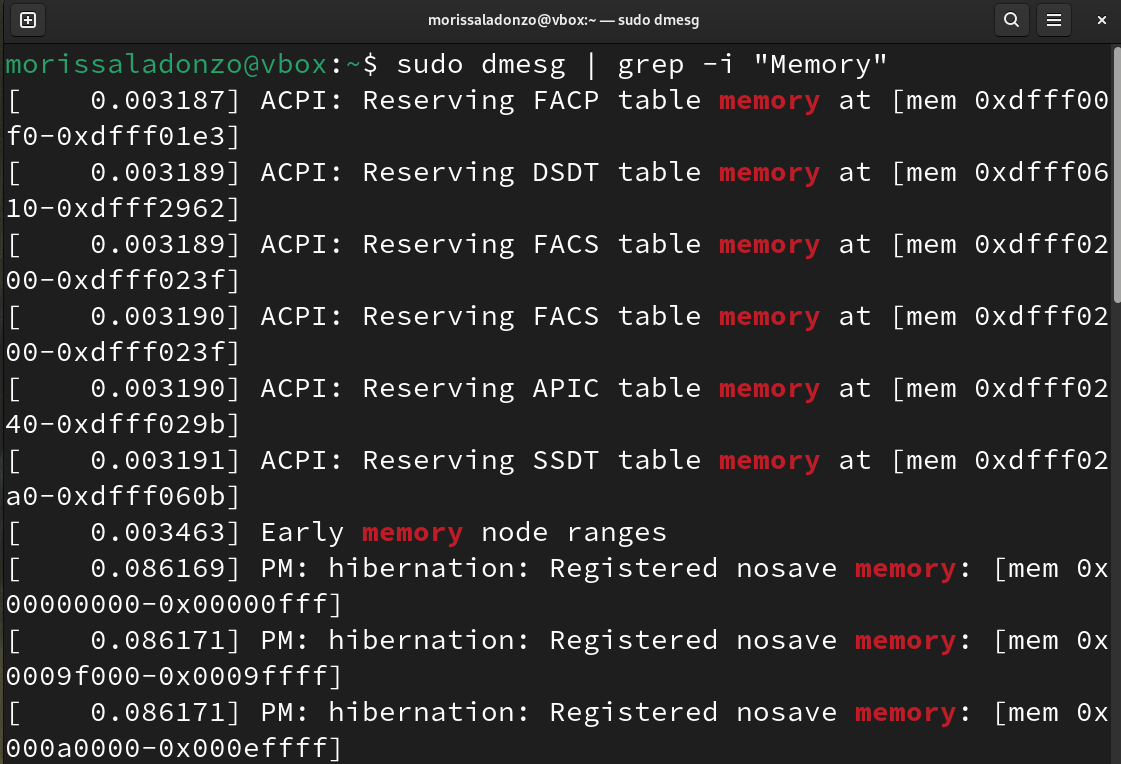 morissaladonzo@vbox:~ — sudo dmesg
morissaladonzo@vbox:~$ sudo dmesg | grep -i "Memory"
[    0.003187] ACPI: Reserving FACP table memory at [mem 0xdfff00
f0-0xdfff01e3]
[    0.003189] ACPI: Reserving DSDT table memory at [mem 0xdfff06
10-0xdfff2962]
[    0.003189] ACPI: Reserving FACS table memory at [mem 0xdfff02
00-0xdfff023f]
[    0.003190] ACPI: Reserving FACS table memory at [mem 0xdfff02
00-0xdfff023f]
[    0.003190] ACPI: Reserving APIC table memory at [mem 0xdfff02
40-0xdfff029b]
[    0.003191] ACPI: Reserving SSDT table memory at [mem 0xdfff02
a0-0xdfff060b]
[    0.003463] Early memory node ranges
[    0.086169] PM: hibernation: Registered nosave memory: [mem 0x
00000000-0x00000fff]
[    0.086171] PM: hibernation: Registered nosave memory: [mem 0x
0009f000-0x0009ffff]
[    0.086171] PM: hibernation: Registered nosave memory: [mem 0x
000a0000-0x000effff]